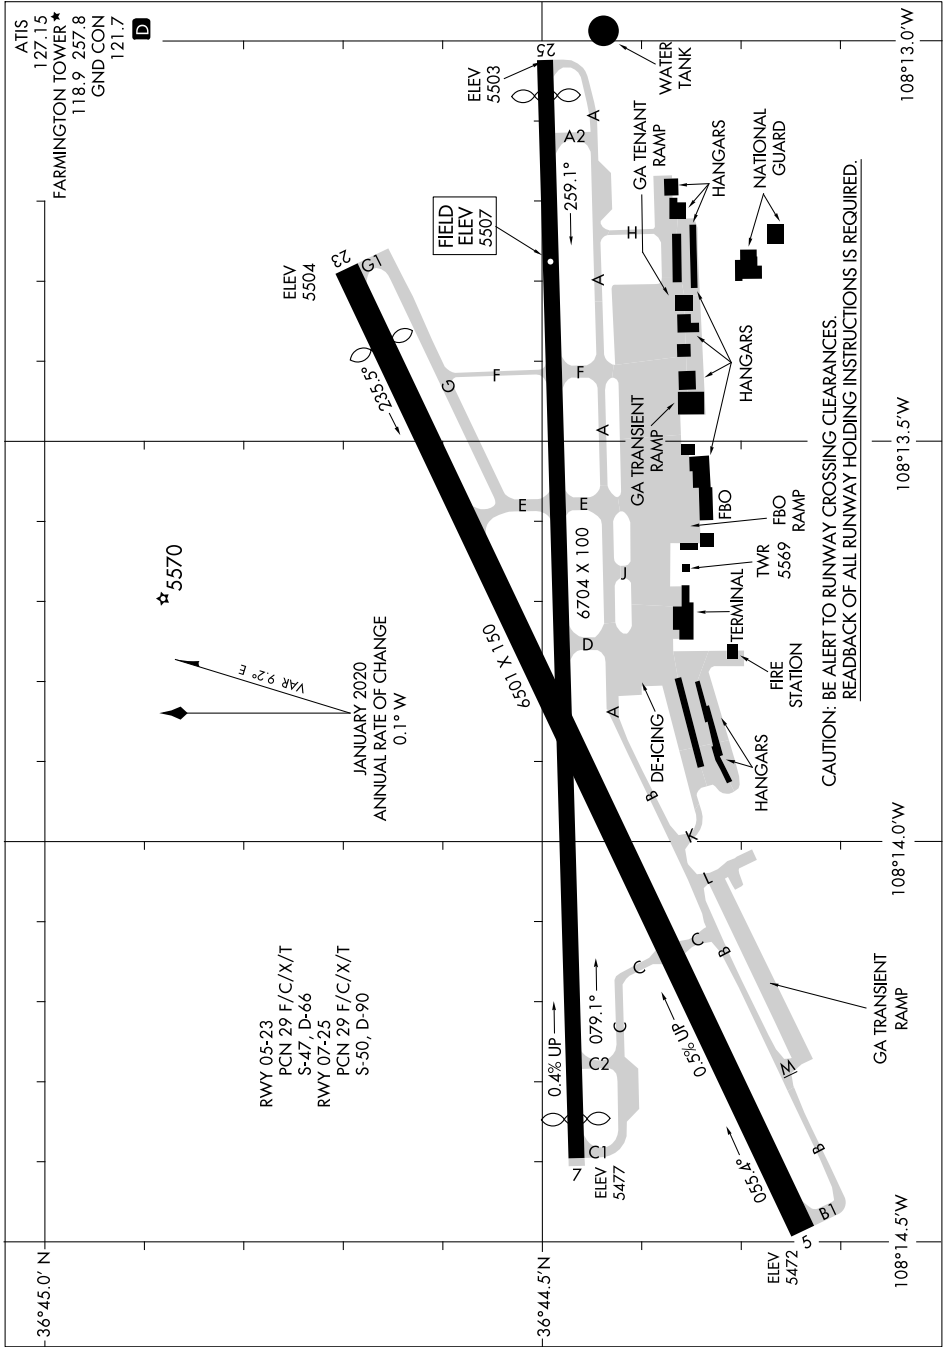 ATIS
127.15
FARMINGTON TOWER ★
118.9 257.8
GND CON
121.7
D
36°45.0' N
36°44.5'N
108°13.0'W
108°13.5'W
108°14.0'W
108°14.5'W
RWY 05-23
PCN 29 F/C/X/T
S-47, D-66
RWY 07-25
PCN 29 F/C/X/T
S-50, D-90
JANUARY 2020
ANNUAL RATE OF CHANGE
0.1° W
VAR 9.2° E
5570
ELEV
5504
23
G1
235.5°
G
F
E
6501 X 150
FIELD
ELEV
5507
ELEV
5503
25
259.1°
A2
A
A
A
A
F
E
H
J
D
6704 X 100
7
ELEV
5477
C1
C2
0.4% UP
079.1°
C
C
C
0.5% UP
055.4°
5
ELEV
5472
B1
B
B
B
M
L
K
DE-ICING
GA TRANSIENT
RAMP
HANGARS
FIRE
STATION
TERMINAL
TWR
5569
FBO
RAMP
FBO
GA TRANSIENT
RAMP
HANGARS
GA TENANT
RAMP
HANGARS
NATIONAL
GUARD
WATER
TANK
CAUTION: BE ALERT TO RUNWAY CROSSING CLEARANCES.
READBACK OF ALL RUNWAY HOLDING INSTRUCTIONS IS REQUIRED.